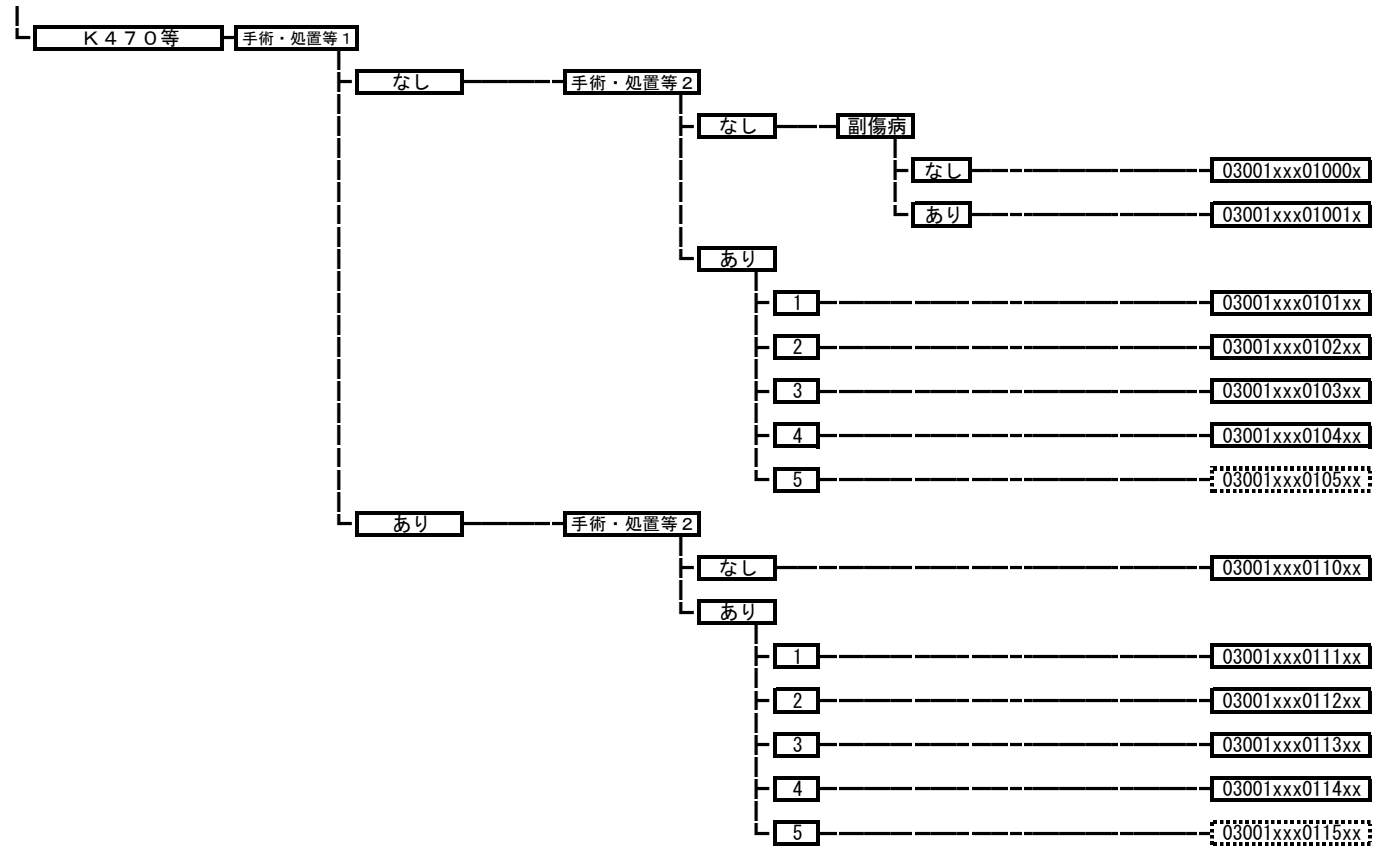 K470等 手術・処置等1
なし 手術・処置等2
なし 副傷病
なし 03001xxx01000x
あり 03001xxx01001x
あり
1 03001xxx0101xx
2 03001xxx0102xx
3 03001xxx0103xx
4 03001xxx0104xx
5 03001xxx0105xx
あり 手術・処置等2
なし 03001xxx0110xx
あり
1 03001xxx0111xx
2 03001xxx0112xx
3 03001xxx0113xx
4 03001xxx0114xx
5 03001xxx0115xx